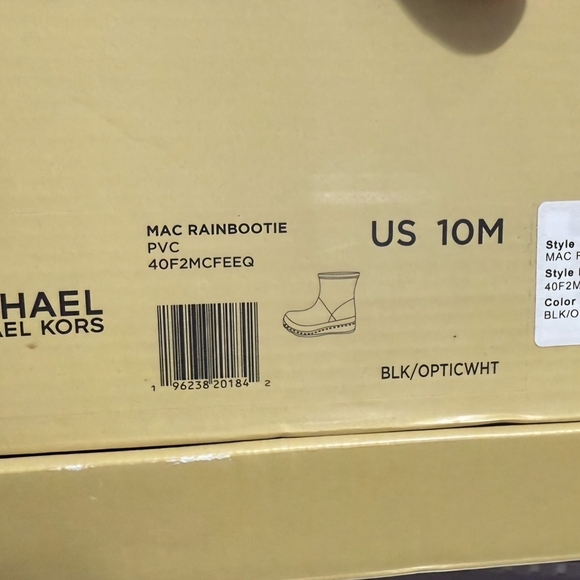 MAC RAINBOOTIE
PVC
40F2MCFEEQ
US 10M
HAEL
AEL KORS
1 96238 20184 2
BLK/OPTICWHT
Style
MAC
Style
40F2M
Color
BLK/O